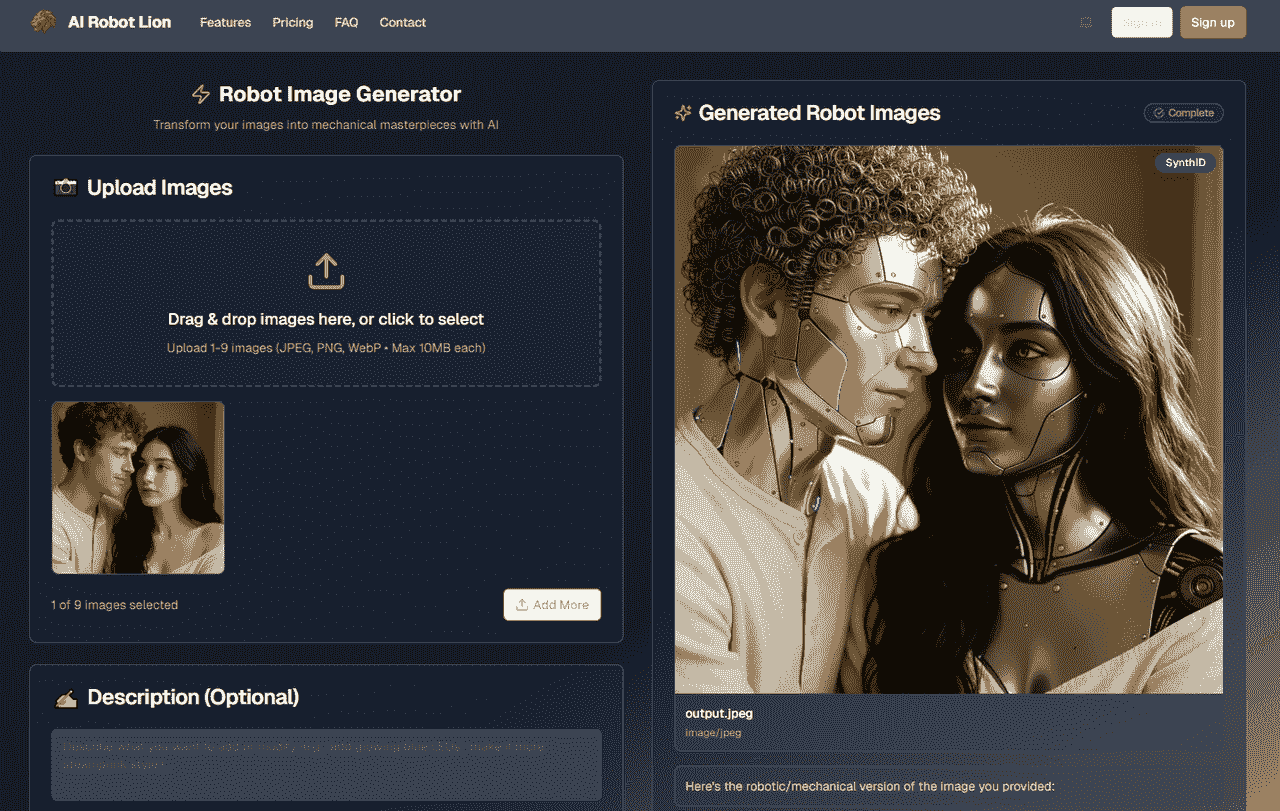 AI Robot Lion
Features
Pricing
FAQ
Contact
Sign in
Sign up
Robot Image Generator
Transform your images into mechanical masterpieces with AI
Upload Images
Drag & drop images here, or click to select
Upload 1-9 images (JPEG, PNG, WebP • Max 10MB each)
1 of 9 images selected
Add More
Description (Optional)
Generated Robot Images
Complete
SynthID
output.jpeg
image/jpeg
Here's the robotic/mechanical version of the image you provided: